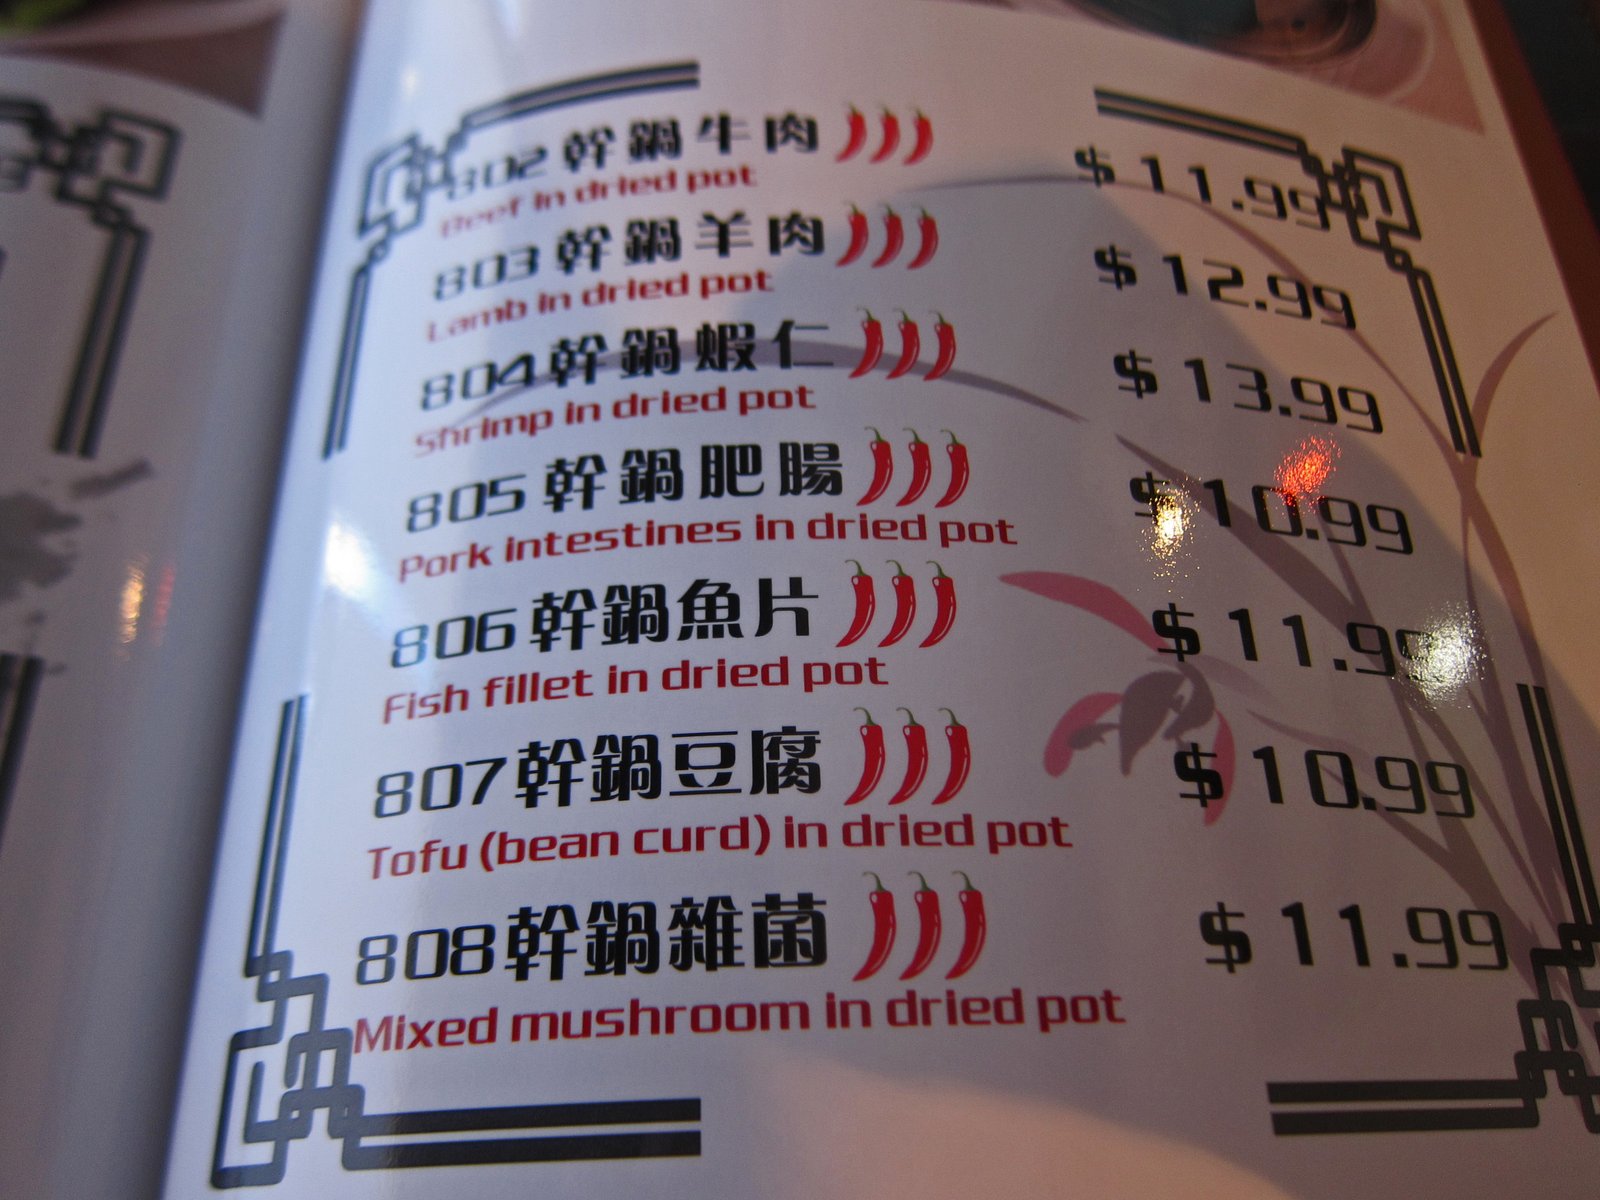 802 幹鍋牛肉 $11.99
Beef in dried pot
803 幹鍋羊肉 $12.99
Lamb in dried pot
804 幹鍋蝦仁 $13.99
Shrimp in dried pot
805 幹鍋肥腸 $10.99
Pork intestines in dried pot
806 幹鍋魚片 $11.99
Fish fillet in dried pot
807 幹鍋豆腐 $10.99
Tofu (bean curd) in dried pot
808 幹鍋雜菌 $11.99
Mixed mushroom in dried pot